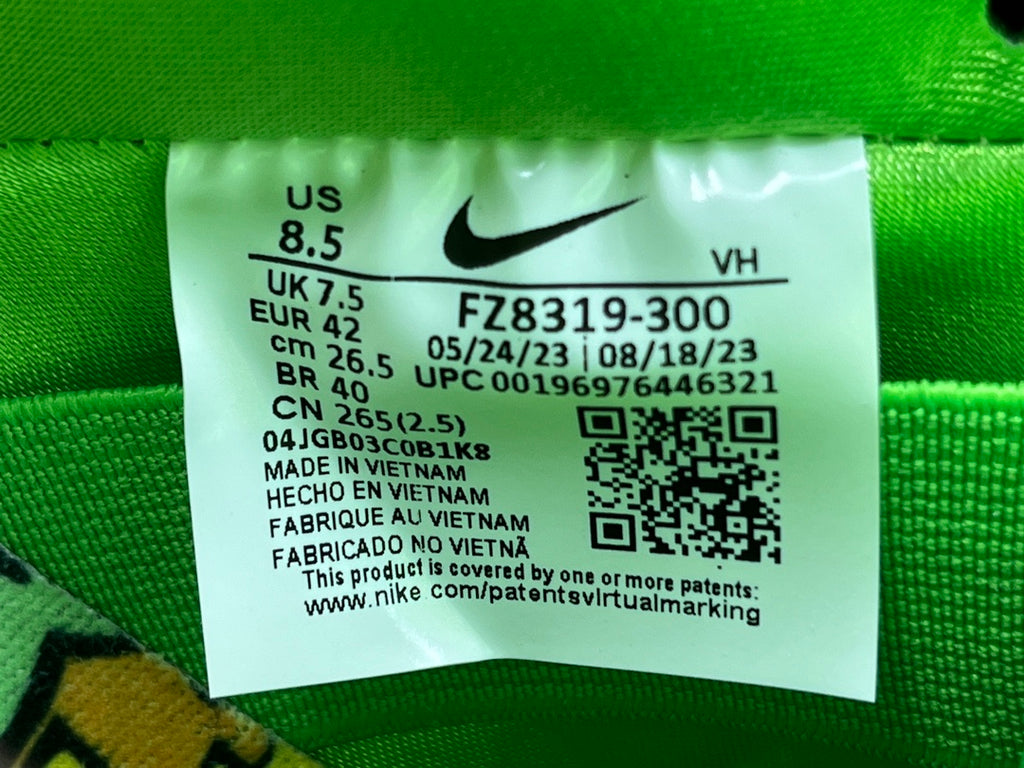 US
8.5
VH
UK 7.5
EUR 42
cm 26.5
BR 40
CN 265(2.5)
FZ8319-300
05/24/23 | 08/18/23
UPC 00196976446321
04JGB03C0B1K8
MADE IN VIETNAM
HECHO EN VIETNAM
FABRIQUE AU VIETNAM
FABRICADO NO VIETNÃ
This product is covered by one or more patents:
www.nike.com/patentsvirtualmarking